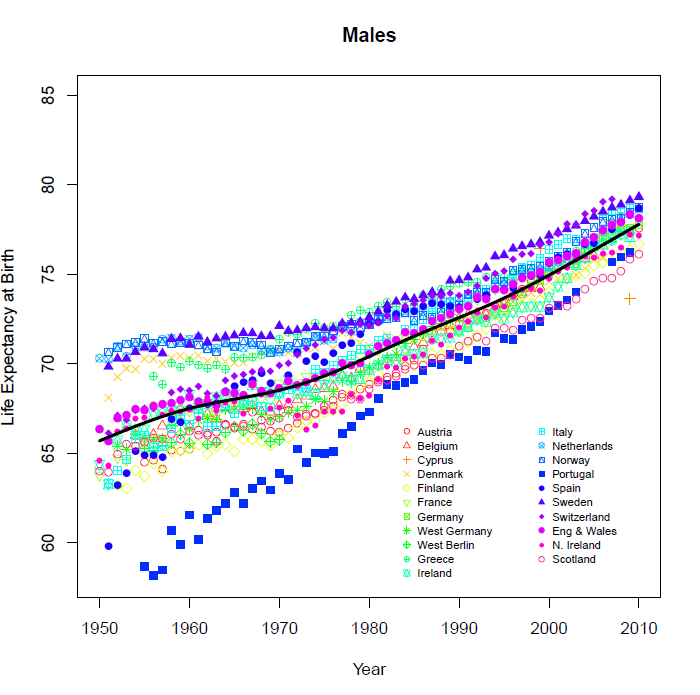 Males
Life Expectancy at Birth
85
80
75
70
65
60
Austria
Belgium
Cyprus
Denmark
Finland
France
Germany
West Germany
West Berlin
Greece
Ireland
Italy
Netherlands
Norway
Portugal
Spain
Sweden
Switzerland
Eng & Wales
N. Ireland
Scotland
1950 1960 1970 1980 1990 2000 2010
Year